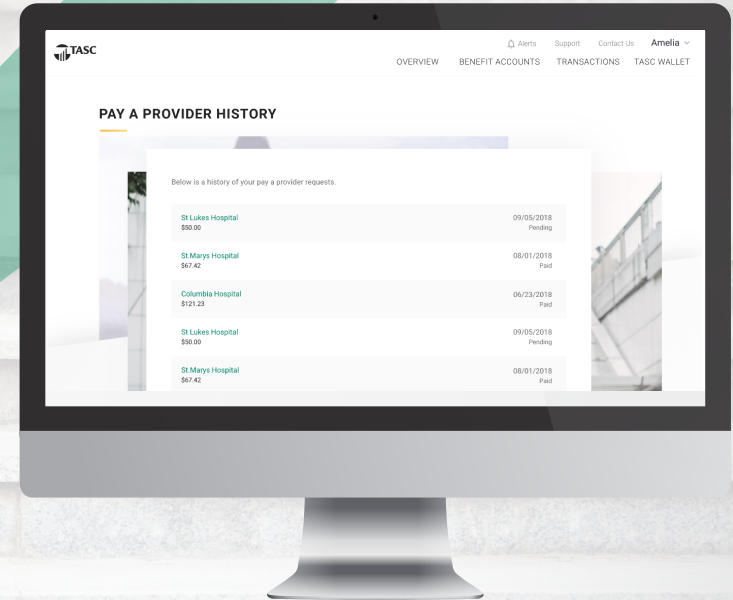 TASC
Alerts Support Contact Us Amelia
OVERVIEW BENEFIT ACCOUNTS TRANSACTIONS TASC WALLET
PAY A PROVIDER HISTORY
Below is a history of your pay a provider requests.
St Lukes Hospital 09/05/2018
$50.00 Pending
St.Marys Hospital 08/01/2018
$67.42 Paid
Columbia Hospital 06/23/2018
$121.23 Paid
St Lukes Hospital 09/05/2018
$50.00 Pending
St.Marys Hospital 08/01/2018
$67.42 Paid